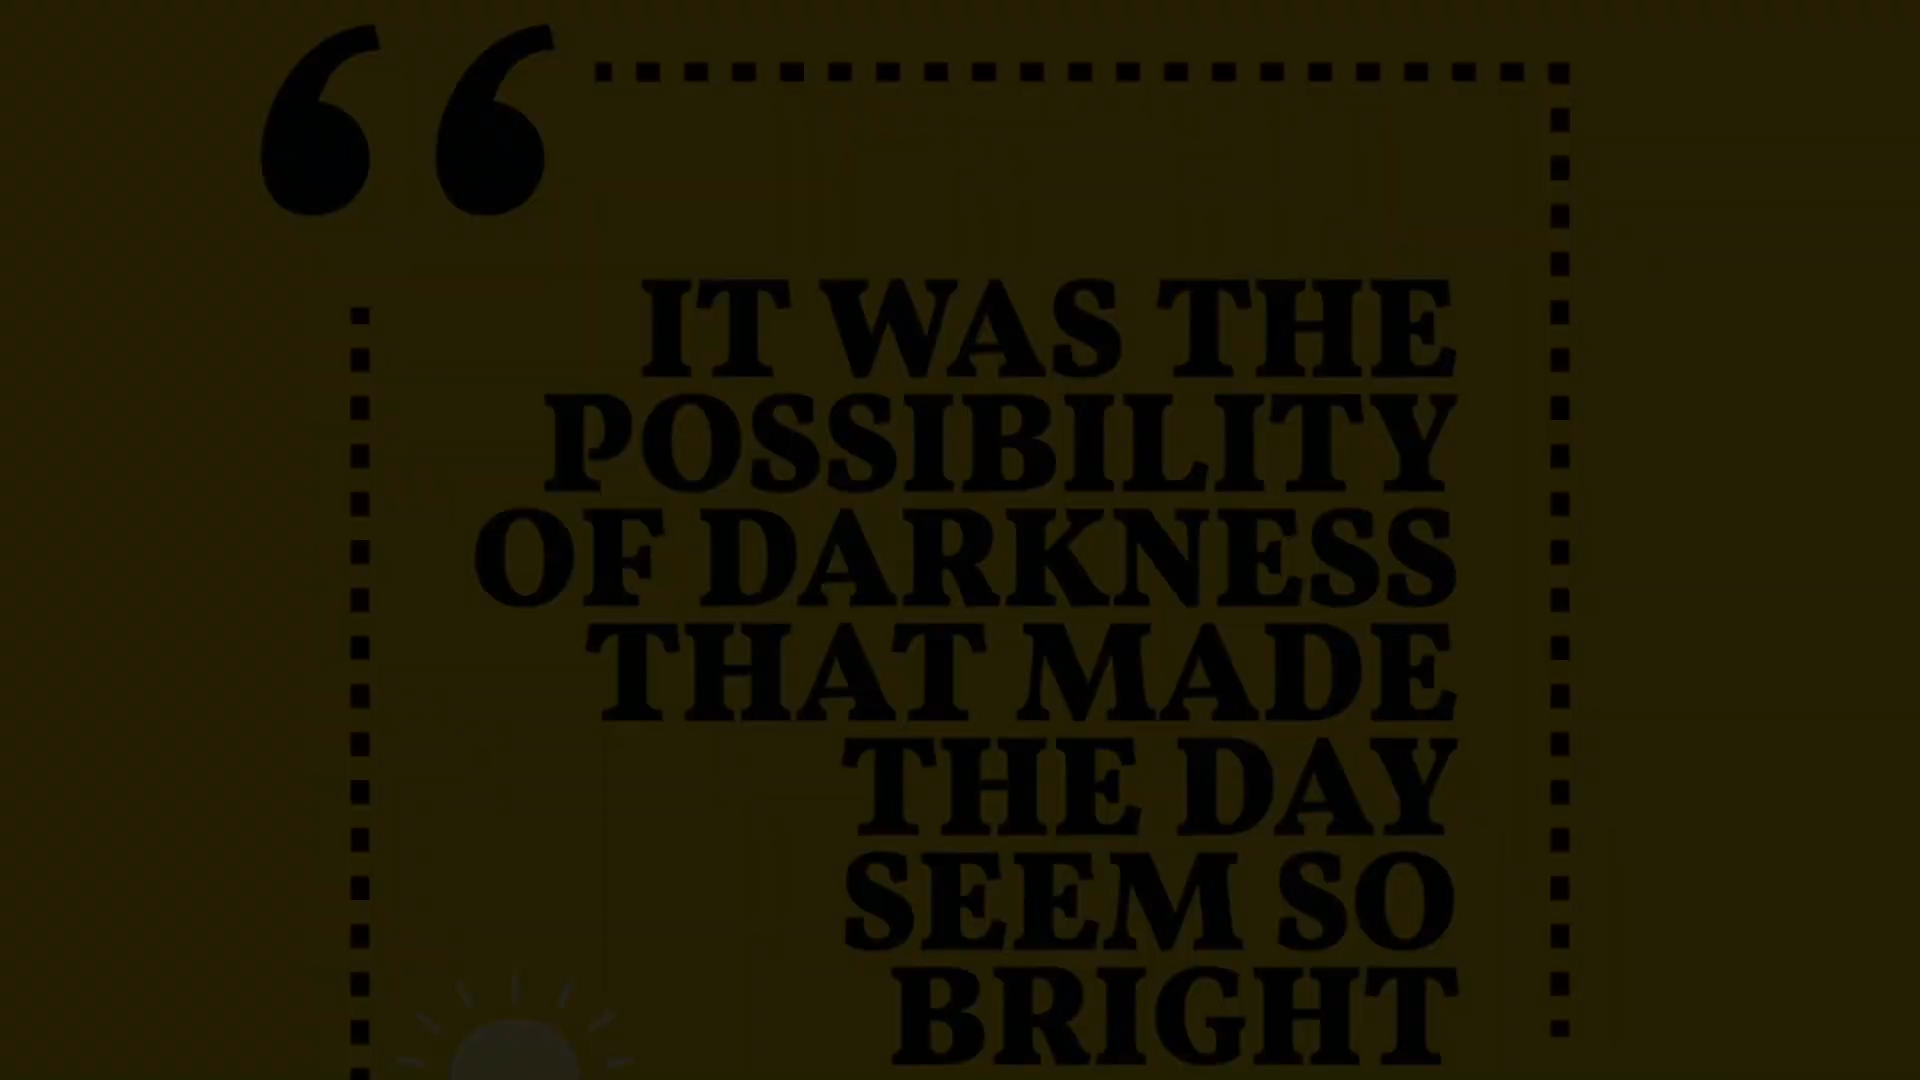 “
IT WAS THE
POSSIBILITY
OF DARKNESS
THAT MADE
THE DAY
SEEM SO
BRIGHT